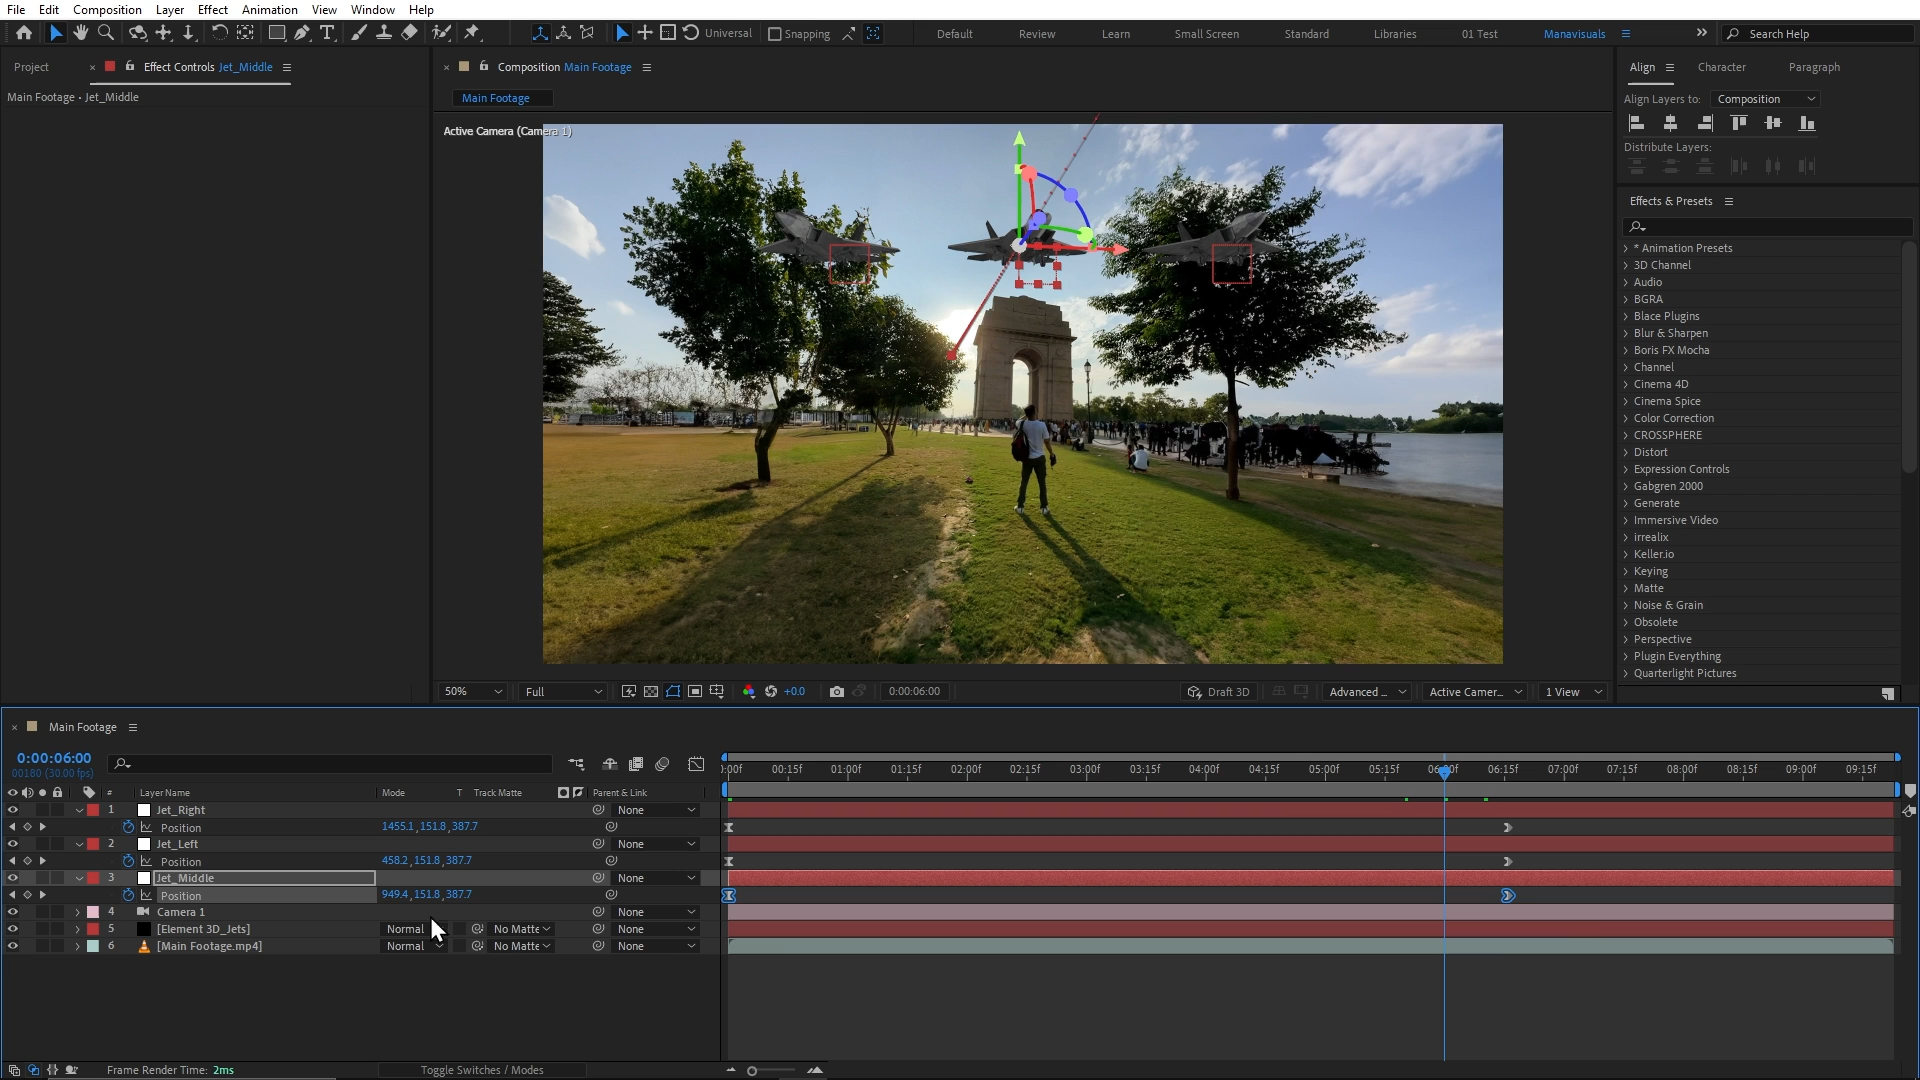 File Edit Composition Layer Effect Animation View Window Help
Universal Snapping Default Review Learn Small Screen Standard Libraries 01 Test Manavisuals Search Help
Project × Effect Controls Jet_Middle
Main Footage • Jet_Middle
× Composition Main Footage
Main Footage
Active Camera (Camera 1)
Align Character Paragraph
Align Layers to: Composition
Distribute Layers:
Effects & Presets
* Animation Presets
3D Channel
Audio
BGRA
Blace Plugins
Blur & Sharpen
Boris FX Mocha
Channel
Cinema 4D
Cinema Spice
Color Correction
CROSSPHERE
Distort
Expression Controls
Gabgren 2000
Generate
Immersive Video
irrealix
Keller.io
Keying
Matte
Noise & Grain
Obsolete
Perspective
Plugin Everything
Quarterlight Pictures
50% Full +0.0 0:00:06:00 Draft 3D Advanced ... Active Camer... 1 View
× Main Footage
0:00:06:00
00180 (30.00 fps)
):00f 00:15f 01:00f 01:15f 02:00f 02:15f 03:00f 03:15f 04:00f 04:15f 05:00f 05:15f 06:00f 06:15f 07:00f 07:15f 08:00f 08:15f 09:00f 09:15f
# Layer Name Mode T Track Matte Parent & Link
1 Jet_Right None
Position 1455.1,151.8,387.7
2 Jet_Left None
Position 458.2,151.8,387.7
3 Jet_Middle None
Position 949.4,151.8,387.7
4 Camera 1 None
5 [Element 3D_Jets] Normal No Matte None
6 [Main Footage.mp4] Normal No Matte None
Frame Render Time: 2ms Toggle Switches / Modes